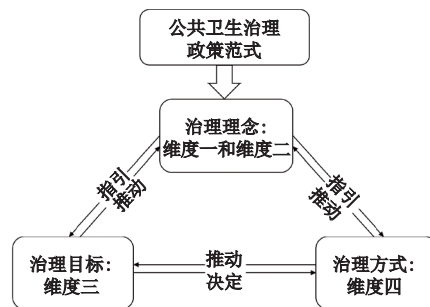 公共卫生治理
政策范式
治理理念：
维度一和维度二
指引
推动
指引
推动
治理目标：
维度三
推动
决定
治理方式：
维度四